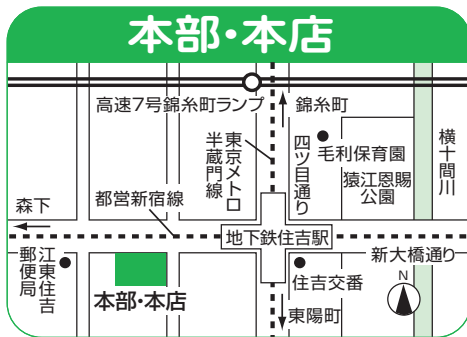 本部・本店
高速7号錦糸町ランプ
錦糸町
東京メトロ
半蔵門線
四ツ目通り
毛利保育園
猿江恩賜
公園
横十間川
森下
都営新宿線
地下鉄住吉駅
新大橋通り
江東住吉
郵便局
本部・本店
住吉交番
東陽町
N